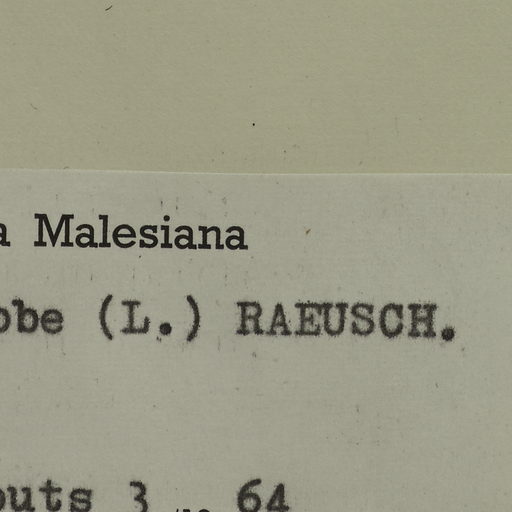 a Malesiana
obe (L.) RAEUSCH.
outs 3 64